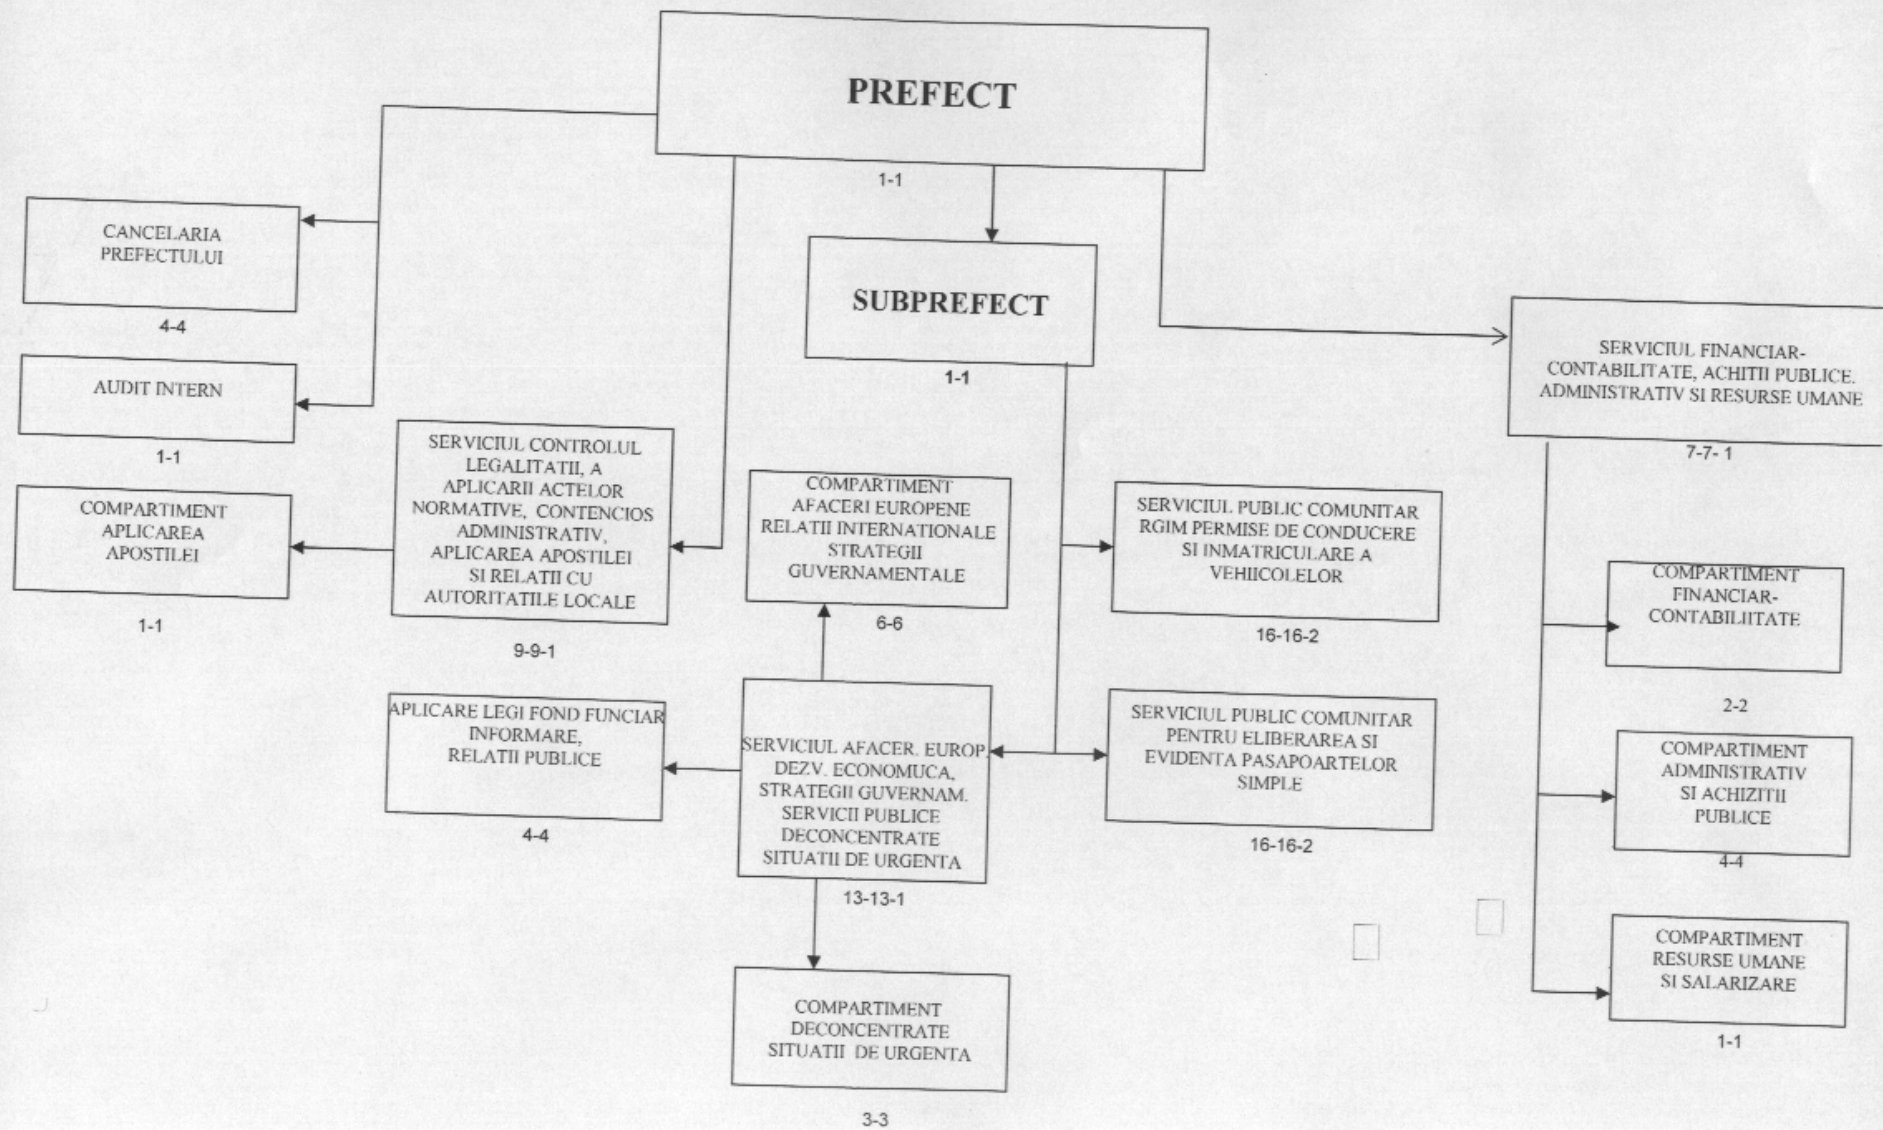 PREFECT
1-1
CANCELARIA
PREFECTULUI
4-4
AUDIT INTERN
1-1
COMPARTIMENT
APLICAREA
APOSTILEI
1-1
SERVICIUL CONTROLUL
LEGALITATII, A
APLICARII ACTELOR
NORMATIVE, CONTENCIOS
ADMINISTRATIV,
APLICAREA APOSTILEI
SI RELATII CU
AUTORITATILE LOCALE
9-9-1
SUBPREFECT
1-1
COMPARTIMENT
AFACERI EUROPENE
RELATII INTERNATIONALE
STRATEGII
GUVERNAMENTALE
6-6
SERVICIUL PUBLIC COMUNITAR
RGIM PERMISE DE CONDUCERE
SI INMATRICULARE A
VEHIICOLELOR
16-16-2
APLICARE LEGI FOND FUNCIAR
INFORMARE,
RELATII PUBLICE
4-4
SERVICIUL AFACER. EUROP.
DEZV. ECONOMUCA,
STRATEGII GUVERNAM.
SERVICII PUBLICE
DECONCENTRATE
SITUATII DE URGENTA
13-13-1
SERVICIUL PUBLIC COMUNITAR
PENTRU ELIBERAREA SI
EVIDENTA PASAPOARTELOR
SIMPLE
16-16-2
COMPARTIMENT
DECONCENTRATE
SITUATII DE URGENTA
3-3
SERVICIUL FINANCIAR-
CONTABILITATE, ACHITII PUBLICE.
ADMINISTRATIV SI RESURSE UMANE
7-7- 1
COMPARTIMENT
FINANCIAR-
CONTABILIITATE
2-2
COMPARTIMENT
ADMINISTRATIV
SI ACHIZITII
PUBLICE
4-4
COMPARTIMENT
RESURSE UMANE
SI SALARIZARE
1-1